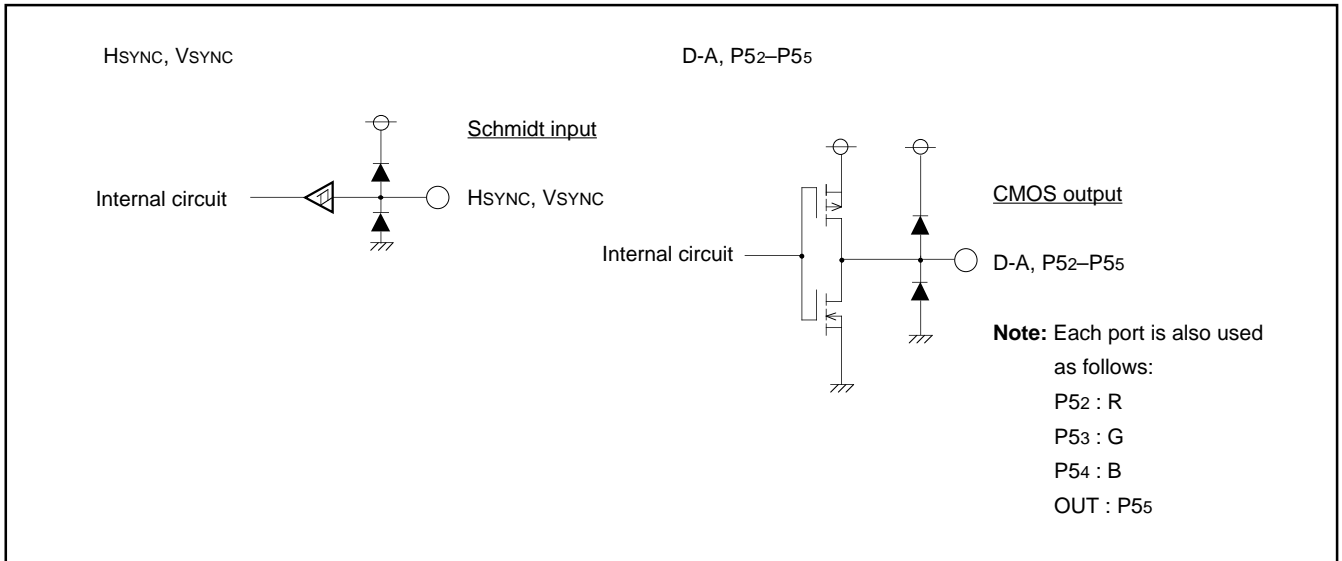 HSYNC, VSYNC
D-A, P52–P55
Schmidt input
Internal circuit
HSYNC, VSYNC
CMOS output
Internal circuit
D-A, P52–P55
Note: Each port is also used
as follows:
P52 : R
P53 : G
P54 : B
OUT : P55